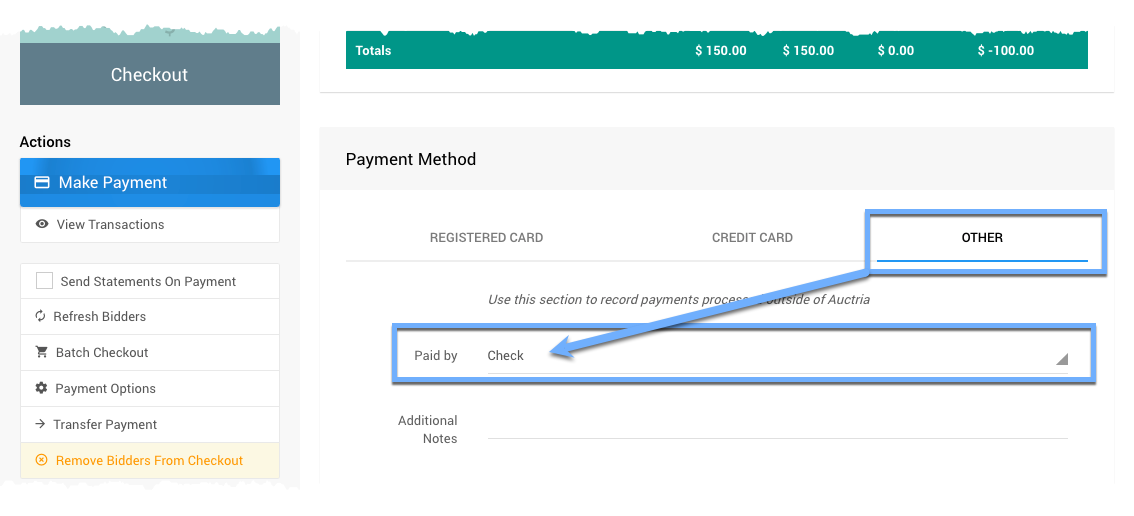 Checkout
Actions
Make Payment
View Transactions
Send Statements On Payment
Refresh Bidders
Batch Checkout
Payment Options
Transfer Payment
Remove Bidders From Checkout
Totals $ 150.00 $ 150.00 $ 0.00 $ -100.00
Payment Method
REGISTERED CARD CREDIT CARD OTHER
Use this section to record payments outside of Auctria
Paid by Check
Additional
Notes